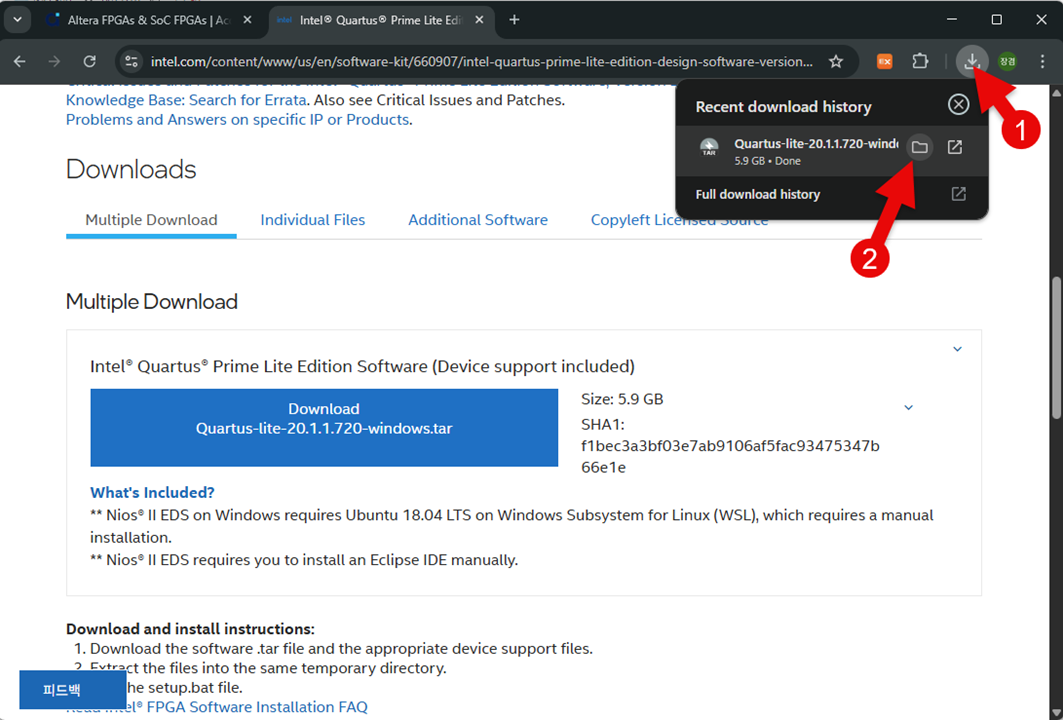 Altera FPGAs & SoC FPGAs | Ac
intel Intel® Quartus® Prime Lite Edi
intel.com/content/www/us/en/software-kit/660907/intel-quartus-prime-lite-edition-design-software-version...
EX
장겸
Knowledge Base: Search for Errata. Also see Critical Issues and Patches.
Problems and Answers on specific IP or Products.
Recent download history
1
TAR
Quartus-lite-20.1.1.720-windo
5.9 GB • Done
Full download history
2
Downloads
Multiple Download
Individual Files
Additional Software
Copyleft Licensed Source
Multiple Download
Intel® Quartus® Prime Lite Edition Software (Device support included)
Download
Quartus-lite-20.1.1.720-windows.tar
Size: 5.9 GB
SHA1:
f1bec3a3bf03e7ab9106af5fac93475347b
66e1e
What's Included?
** Nios® II EDS on Windows requires Ubuntu 18.04 LTS on Windows Subsystem for Linux (WSL), which requires a manual
installation.
** Nios® II EDS requires you to install an Eclipse IDE manually.
Download and install instructions:
1. Download the software .tar file and the appropriate device support files.
2. Extract the files into the same temporary directory.
he setup.bat file.
피드백
Read Intel® FPGA Software Installation FAQ